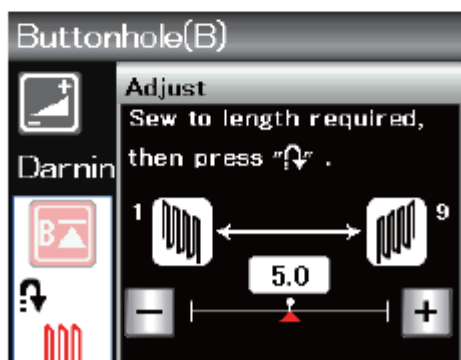 Buttonhole(B)
Adjust
Sew to length required,
then press "".
Darnin
B
1
9
5.0
− +